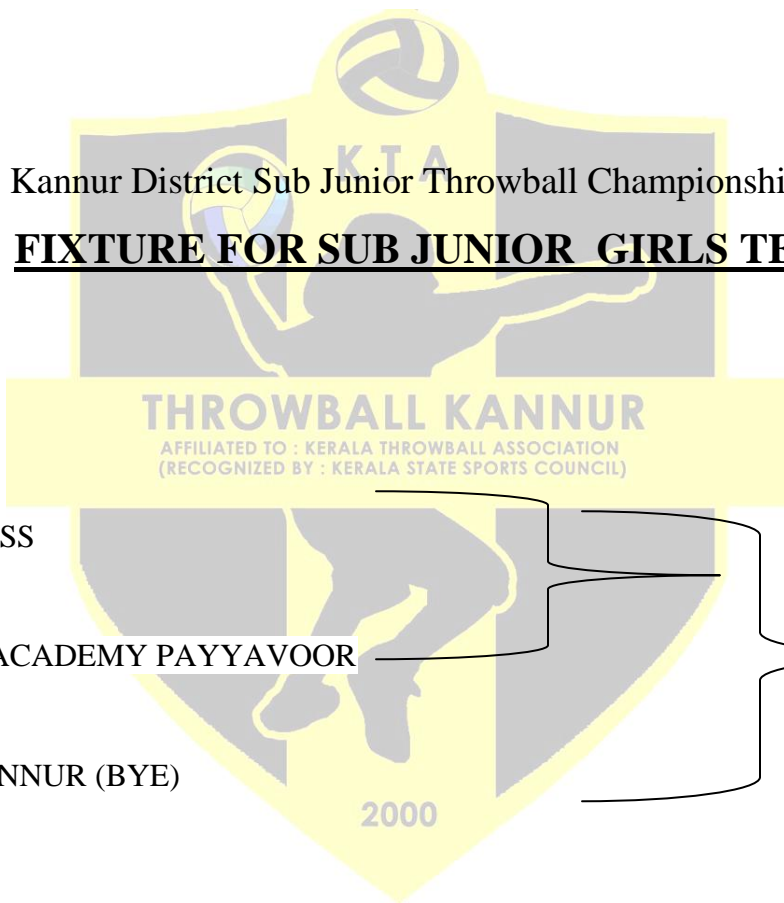 KTA
Kannur District Sub Junior Throwball Championshi
FIXTURE FOR SUB JUNIOR GIRLS TE
THROWBALL KANNUR
AFFILIATED TO : KERALA THROWBALL ASSOCIATION
(RECOGNIZED BY : KERALA STATE SPORTS COUNCIL)
SS
ACADEMY PAYYAVOOR
NNUR (BYE)
2000